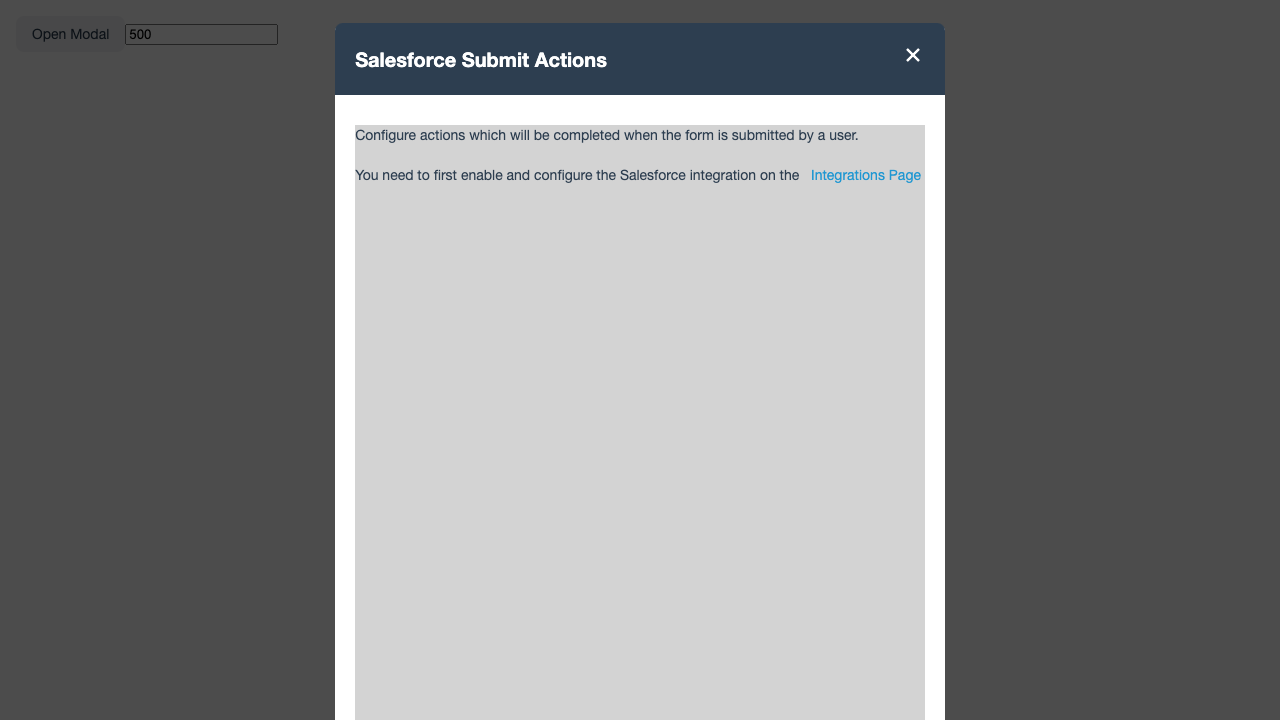 Open Modal
500
Salesforce Submit Actions
Configure actions which will be completed when the form is submitted by a user.
You need to first enable and configure the Salesforce integration on the Integrations Page